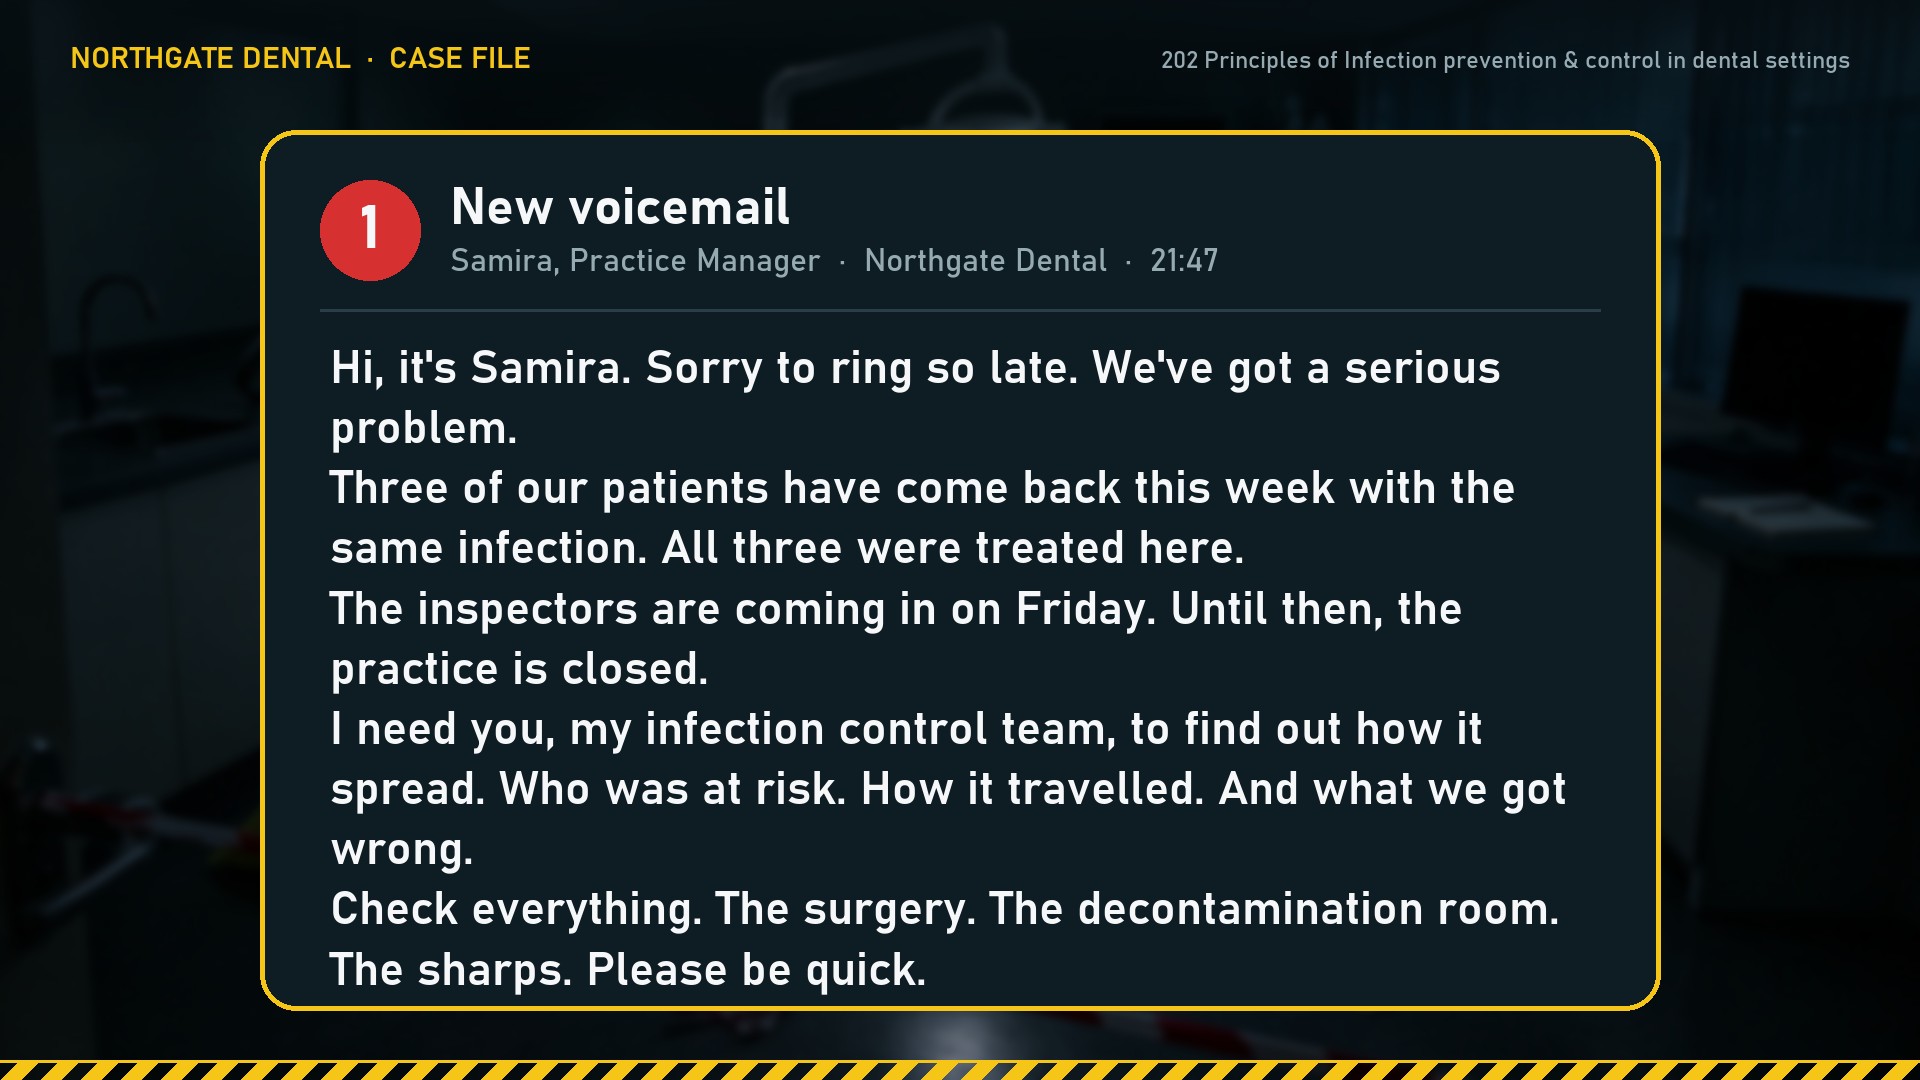 NORTHGATE DENTAL · CASE FILE
202 Principles of Infection prevention & control in dental settings
1
New voicemail
Samira, Practice Manager · Northgate Dental · 21:47
Hi, it's Samira. Sorry to ring so late. We've got a serious
problem.
Three of our patients have come back this week with the
same infection. All three were treated here.
The inspectors are coming in on Friday. Until then, the
practice is closed.
I need you, my infection control team, to find out how it
spread. Who was at risk. How it travelled. And what we got
wrong.
Check everything. The surgery. The decontamination room.
The sharps. Please be quick.